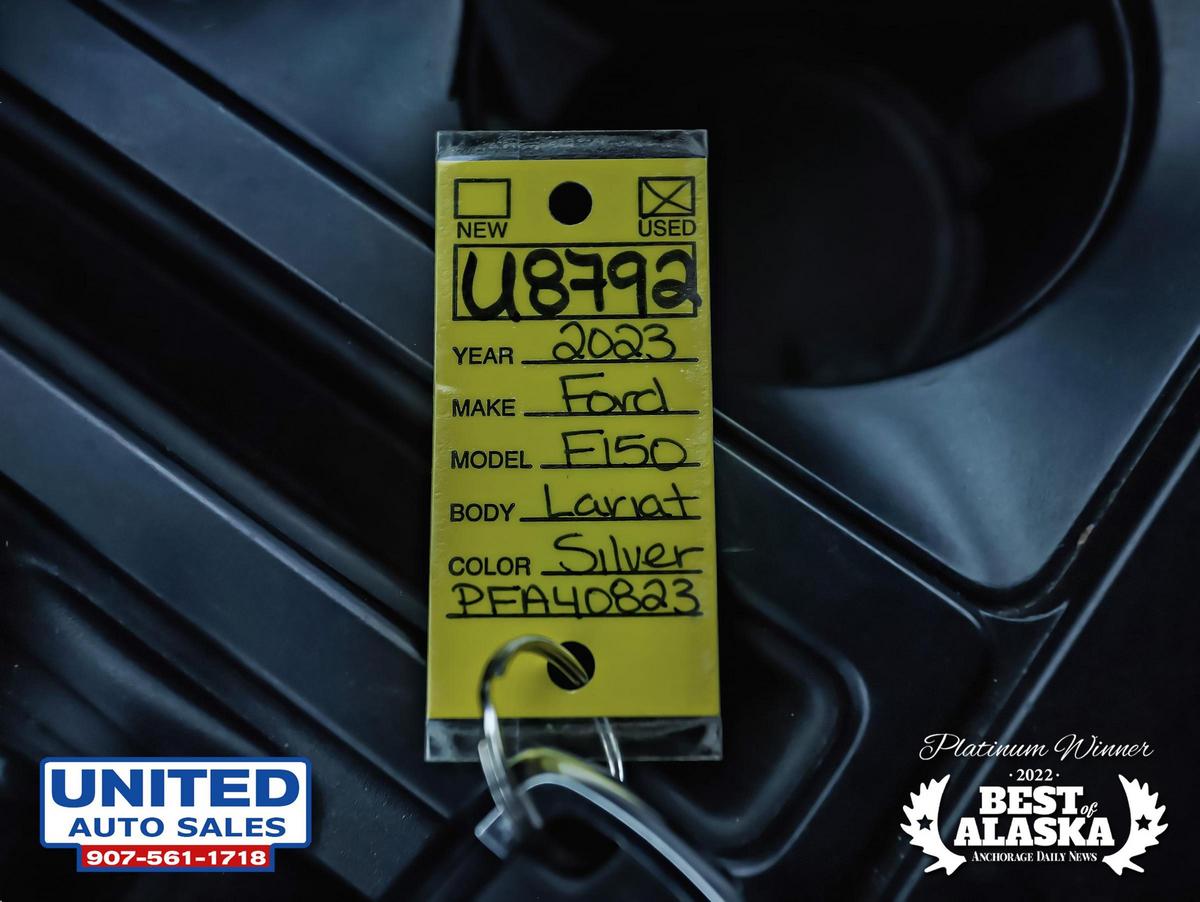 NEW USED
U8792
YEAR 2023
MAKE Ford
MODEL F150
BODY Lariat
COLOR Silver
PFA40823
UNITED
AUTO SALES
907-561-1718
Platinum Winner
·2022·
BEST of
ALASKA
ANCHORAGE DAILY NEWS